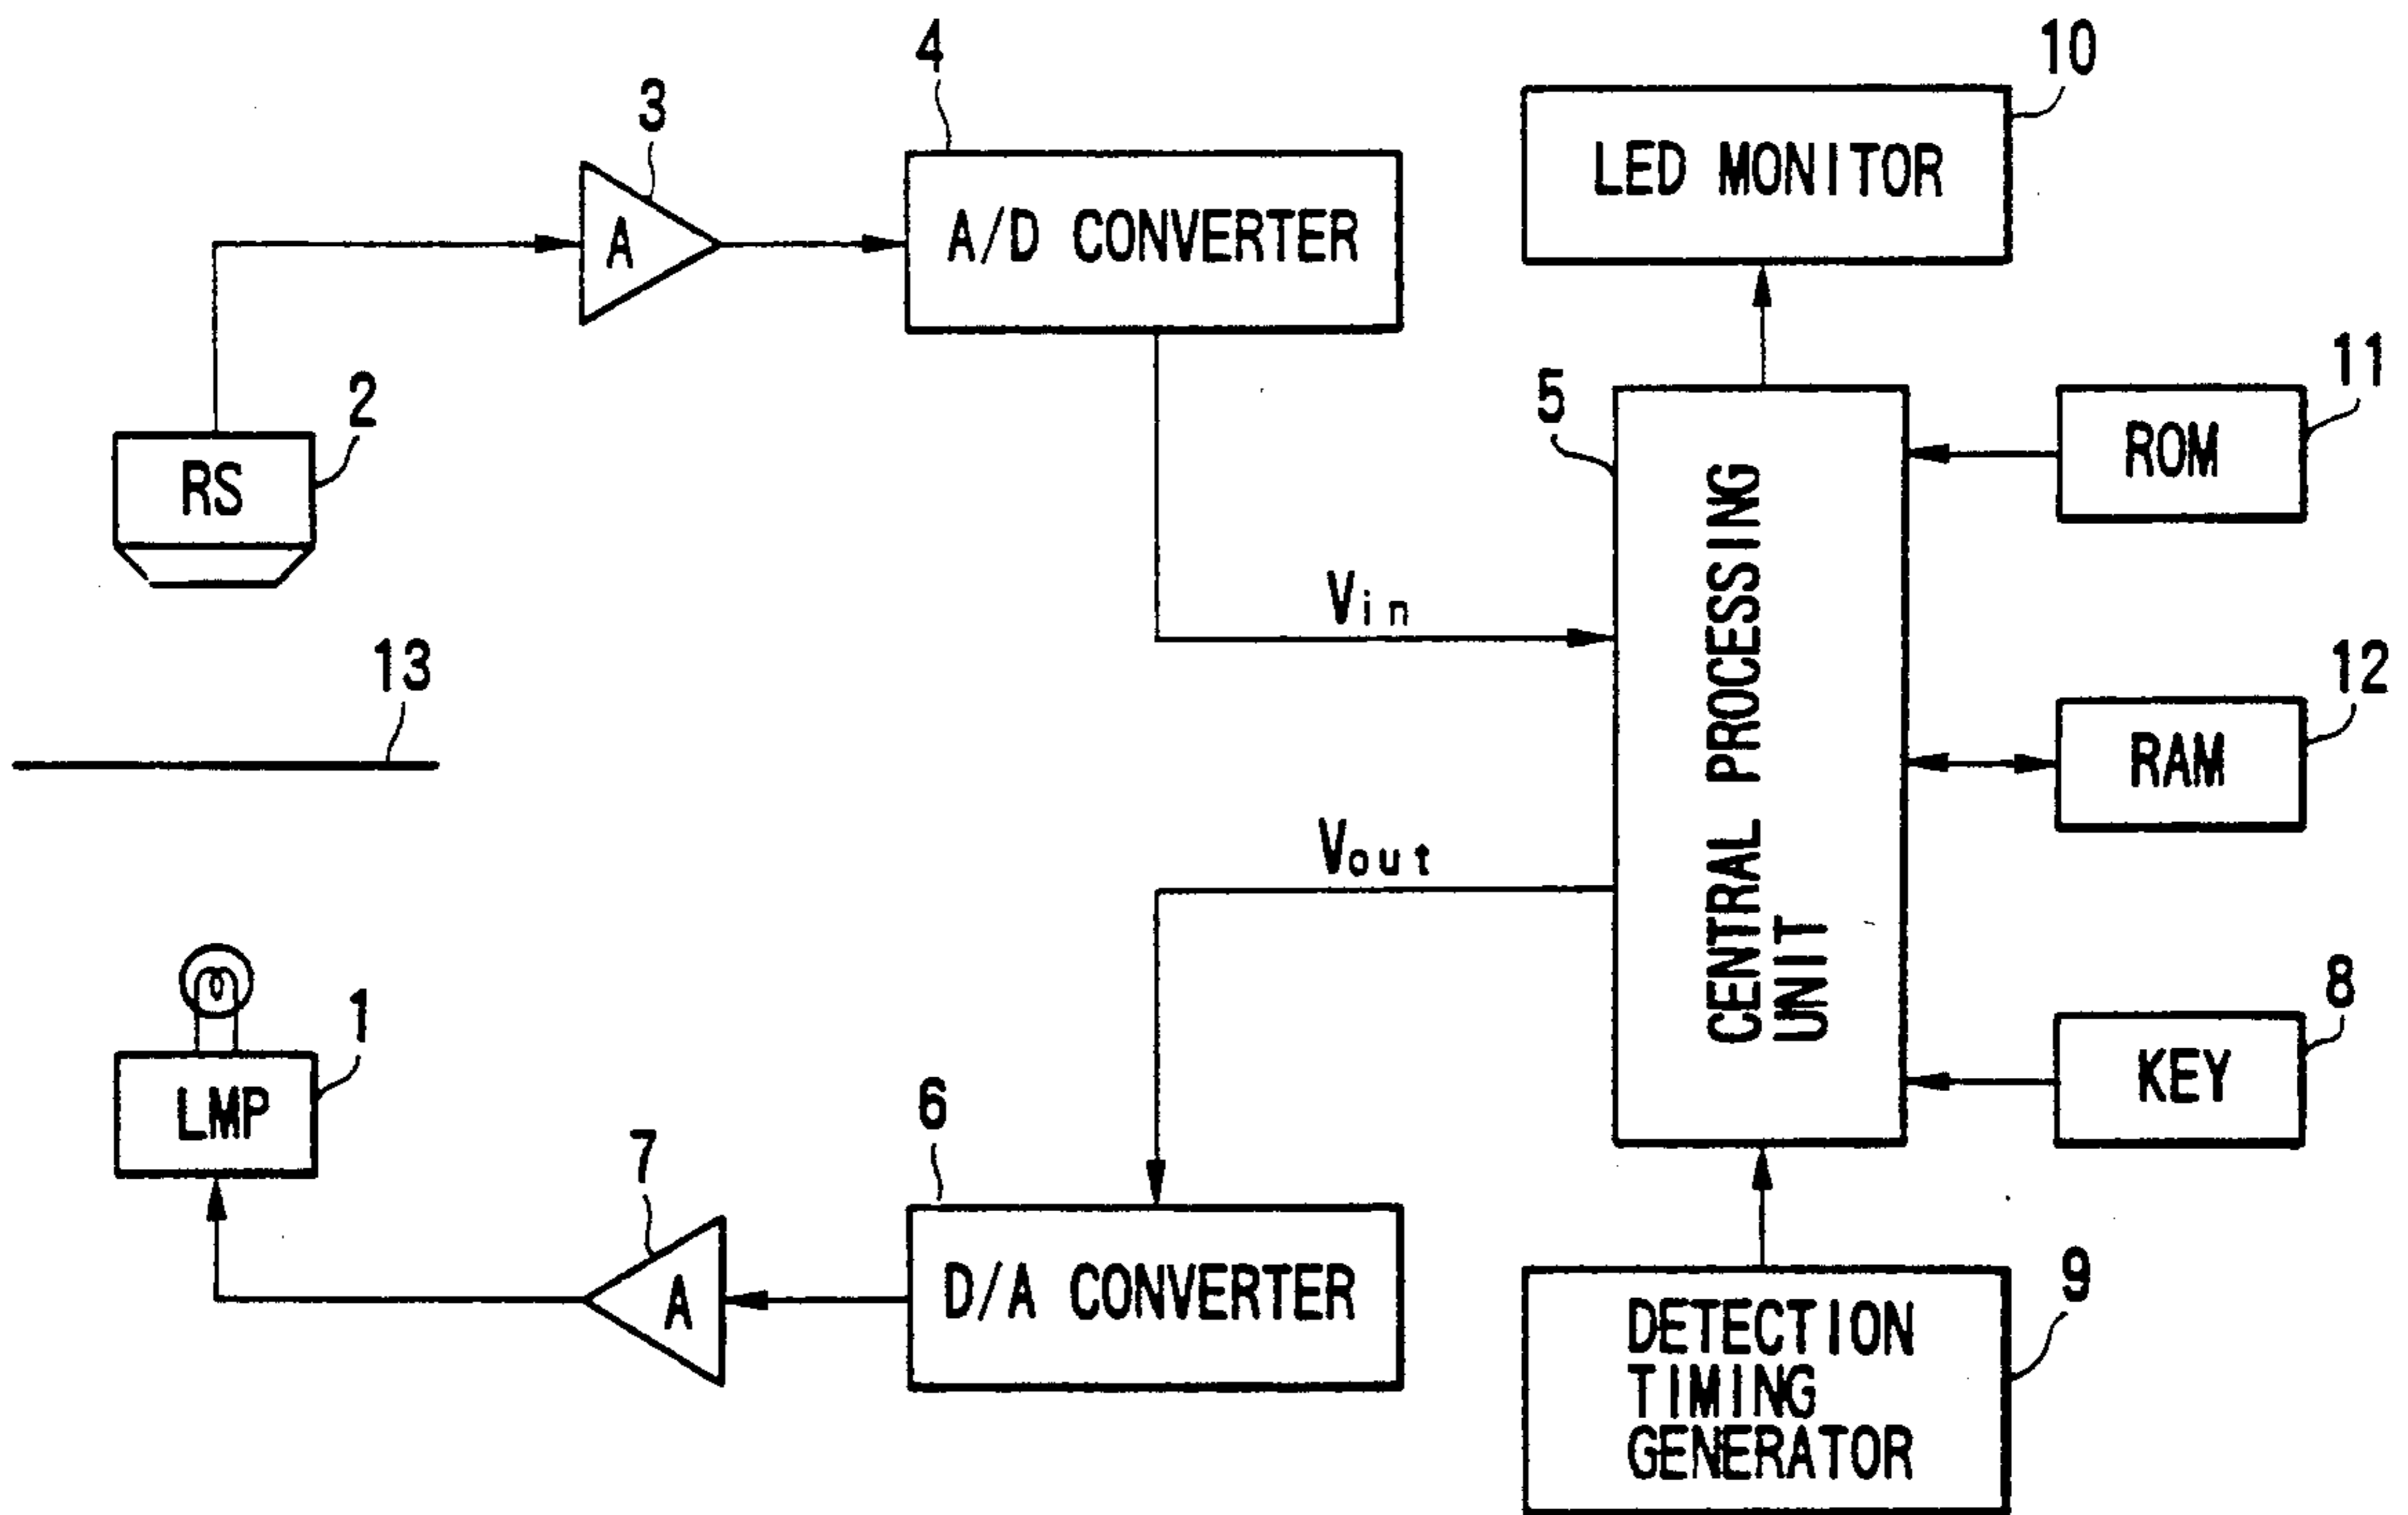 4
10
3
LED MONITOR
A/D CONVERTER
A
11
5
2
ROM
RS
Vin
13
12
CENTRAL PROCESSING
UNIT
RAM
Vout
8
1
KEY
LMP
6
7
9
D/A CONVERTER
A
DETECTION
TIMING
GENERATOR